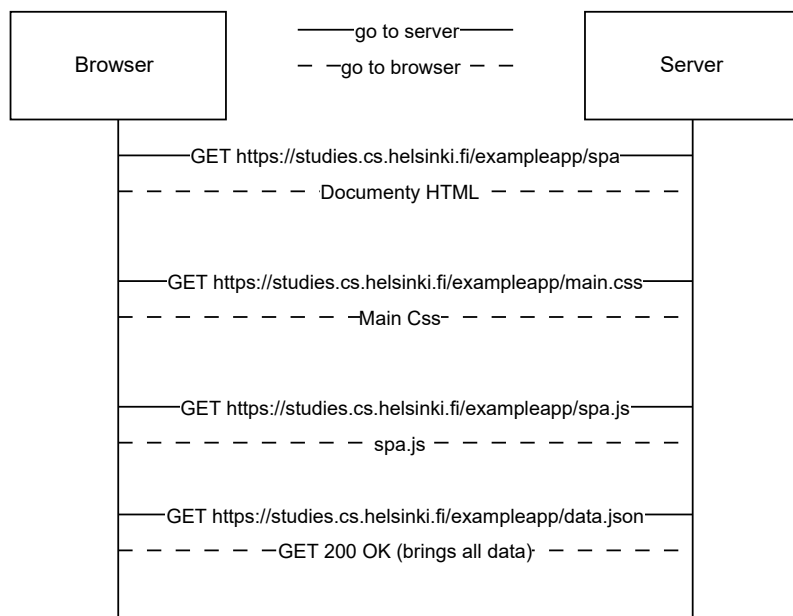 Browser
go to server
go to browser
Server
GET https://studies.cs.helsinki.fi/exampleapp/spa
Documenty HTML
GET https://studies.cs.helsinki.fi/exampleapp/main.css
Main Css
GET https://studies.cs.helsinki.fi/exampleapp/spa.js
spa.js
GET https://studies.cs.helsinki.fi/exampleapp/data.json
GET 200 OK (brings all data)